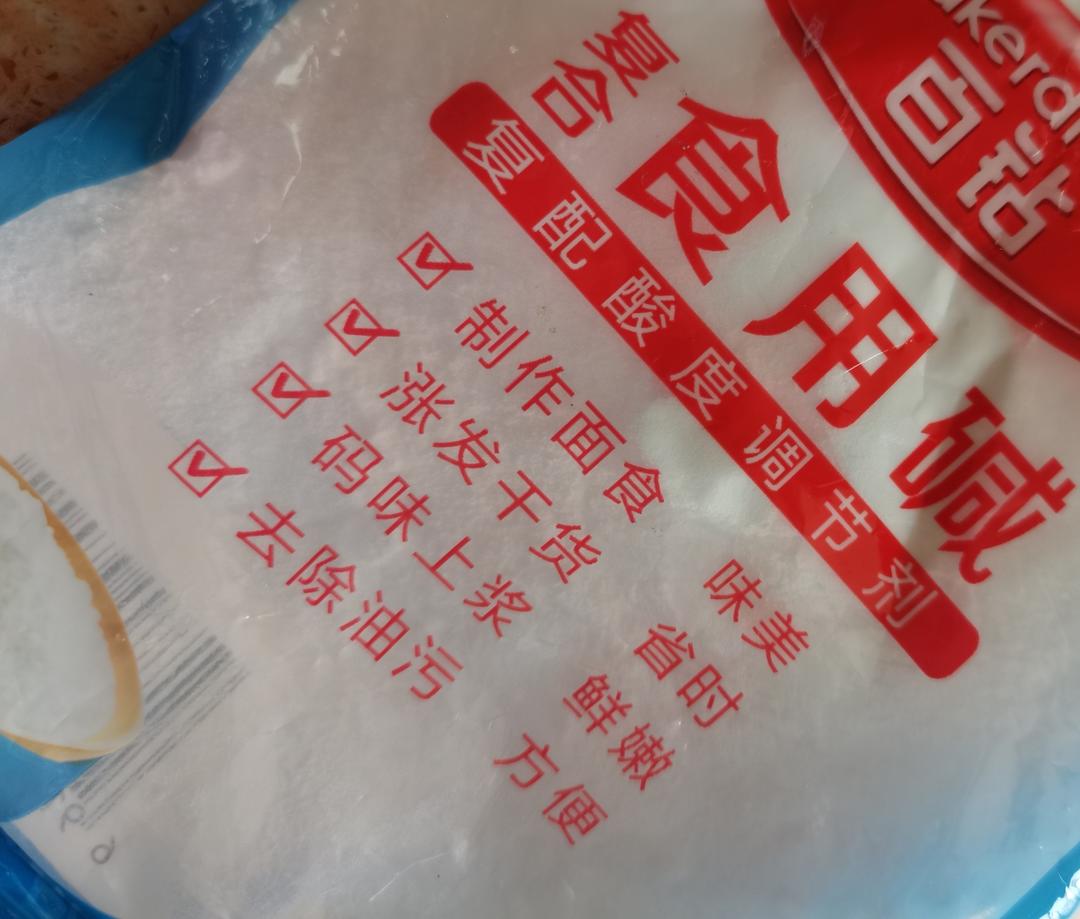 akerd
百钻
复合
食用碱
复配酸度调节剂
制作面食 味美
涨发干货 省时
码味上浆 鲜嫩
去除油污 方便